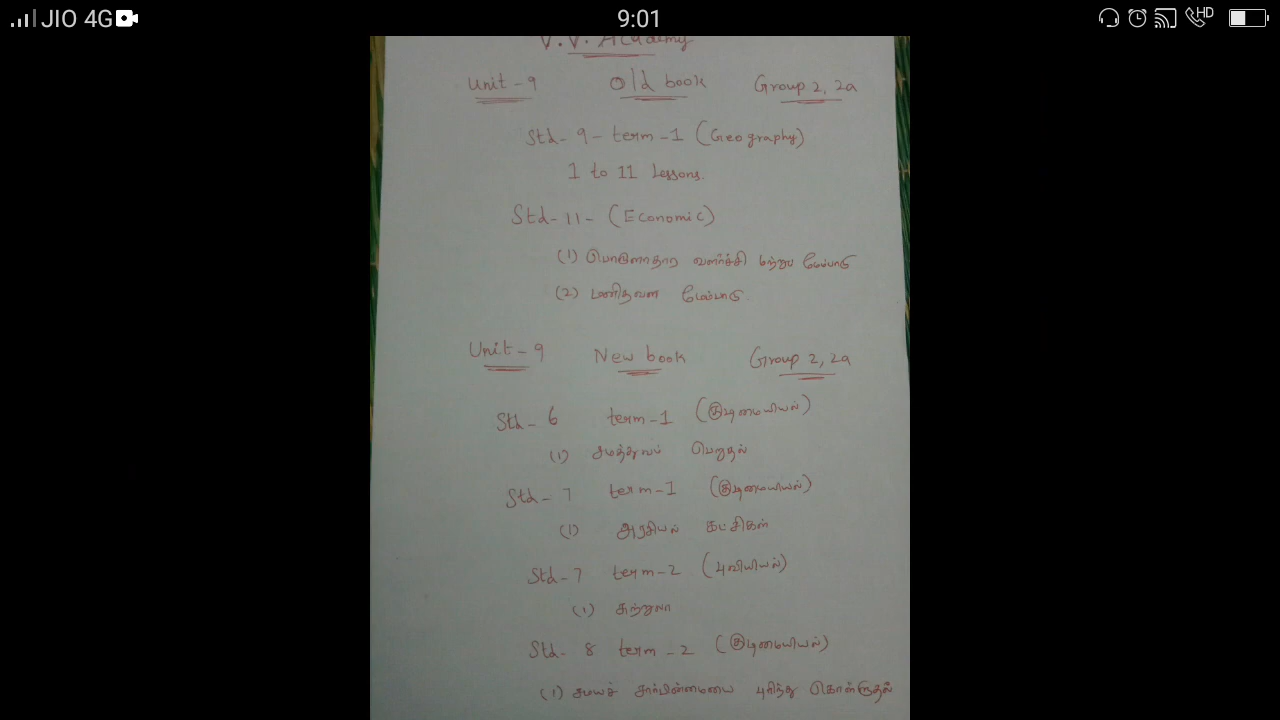 JIO 4G 9:01 HD
V.V. Academy
Unit - 9 Old book Group 2, 2a
Std - 9 - term - 1 (Geography)
1 to 11 Lessons.
Std - 11 - (Economic)
(1) பொருளாதார வளர்ச்சி மற்றும் மேம்பாடு
(2) மனிதவள மேம்பாடு.
Unit - 9 New book Group 2, 2a
Std - 6 term - 1 (குடிமையியல்)
(1) சமத்துவம் பெறுதல்
Std - 7 term - 1 (குடிமையியல்)
(1) அரசியல் கட்சிகள்
Std - 7 term - 2 (புவியியல்)
(1) சுற்றுலா
Std - 8 term - 2 (குடிமையியல்)
(1) சமயச் சார்பின்மையை புரிந்து கொள்ளுதல்